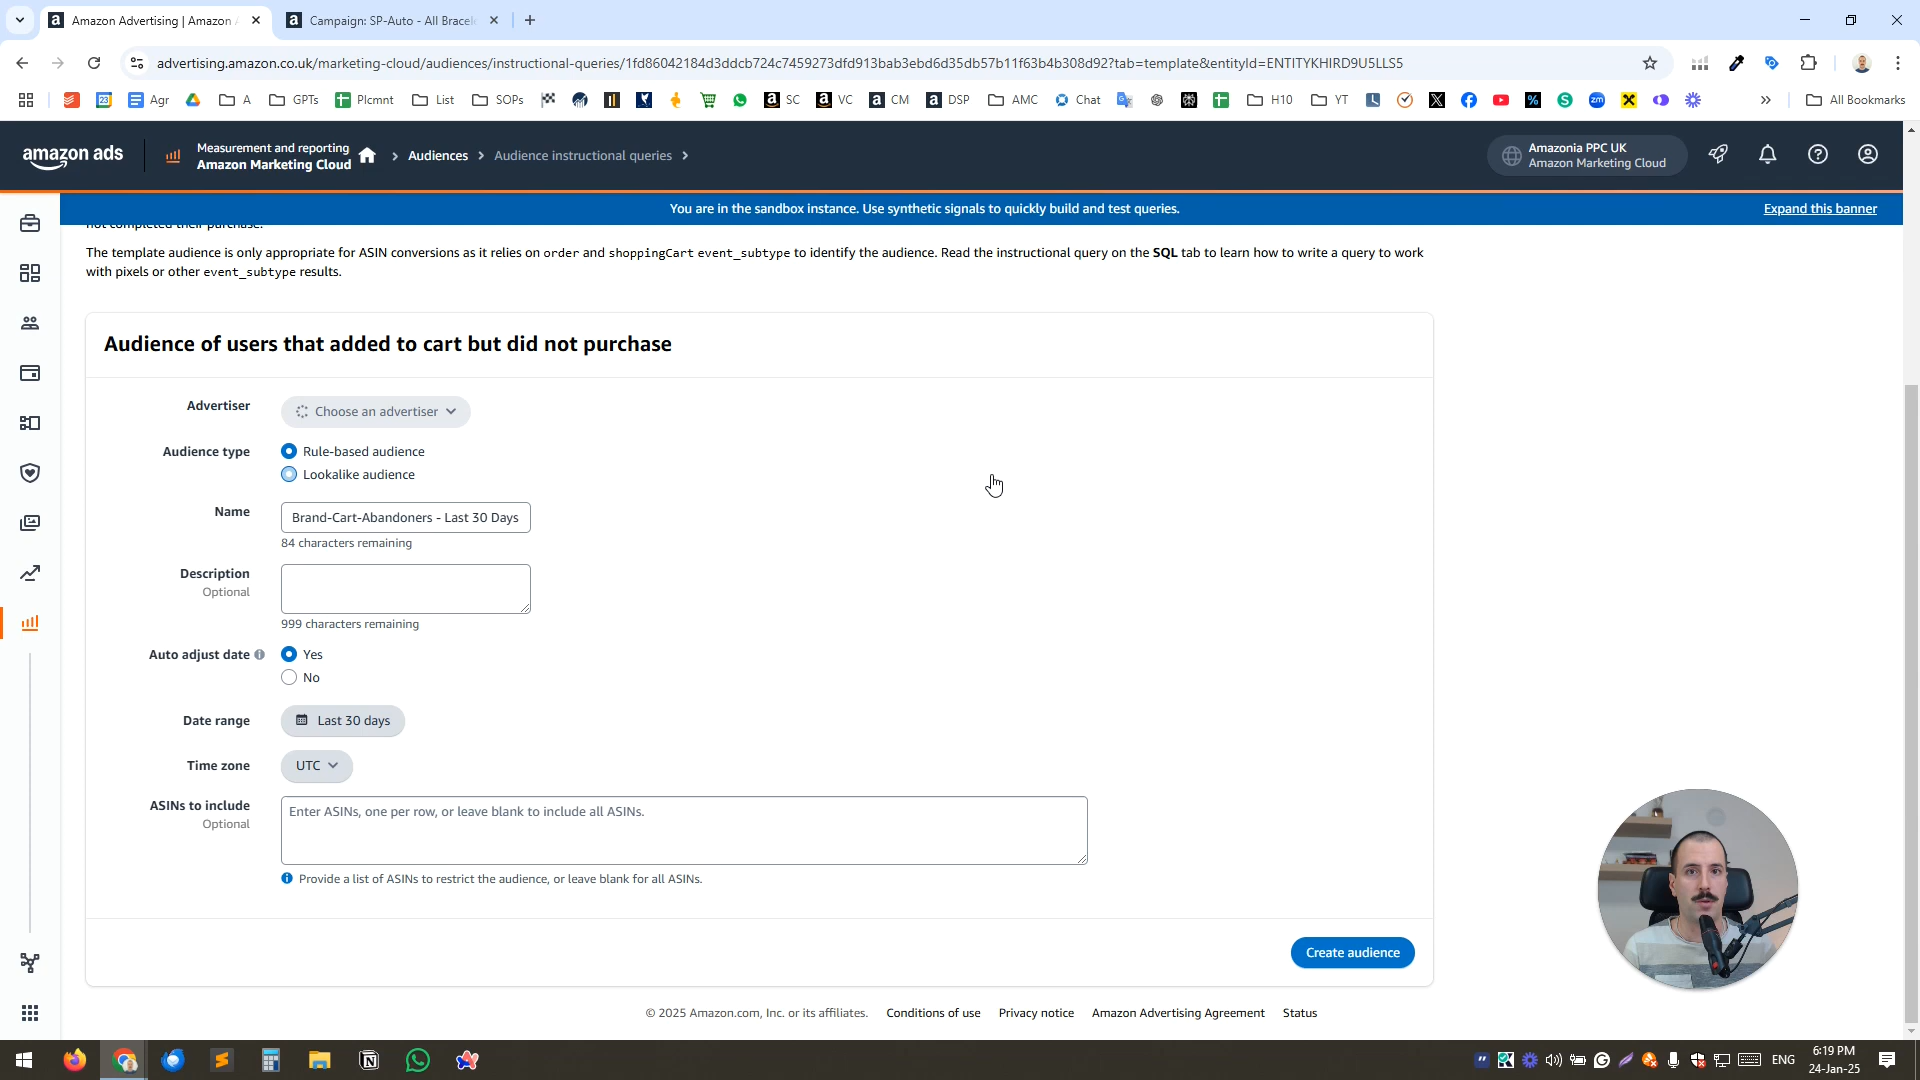 Amazon Advertising | Amazon
Campaign: SP-Auto - All Brace
advertising.amazon.co.uk/marketing-cloud/audiences/instructional-queries/1fd86042184d3ddcb724c7459273dfd913bab3ebd6d35db57b11f63b4b308d92?tab=template&entityId=ENTITYKHIRD9U5LLS5
Agr A GPTs Plcmnt List SOPs SC VC CM DSP AMC Chat H10 YT All Bookmarks
amazon ads
Measurement and reporting
Amazon Marketing Cloud
Audiences
Audience instructional queries
Amazonia PPC UK
Amazon Marketing Cloud
You are in the sandbox instance. Use synthetic signals to quickly build and test queries.
Expand this banner
not completed their purchase.
The template audience is only appropriate for ASIN conversions as it relies on order and shoppingCart event_subtype to identify the audience. Read the instructional query on the SQL tab to learn how to write a query to work
with pixels or other event_subtype results.
Audience of users that added to cart but did not purchase
Advertiser
Choose an advertiser
Audience type
Rule-based audience
Lookalike audience
Name
Brand-Cart-Abandoners - Last 30 Days
84 characters remaining
Description
Optional
999 characters remaining
Auto adjust date
Yes
No
Date range
Last 30 days
Time zone
UTC
ASINs to include
Optional
Enter ASINs, one per row, or leave blank to include all ASINs.
Provide a list of ASINs to restrict the audience, or leave blank for all ASINs.
Create audience
© 2025 Amazon.com, Inc. or its affiliates. Conditions of use Privacy notice Amazon Advertising Agreement Status
ENG
6:19 PM
24-Jan-25